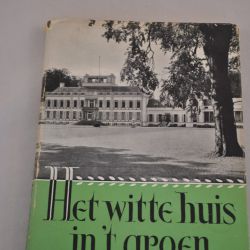 Het witte huis
in 't groen